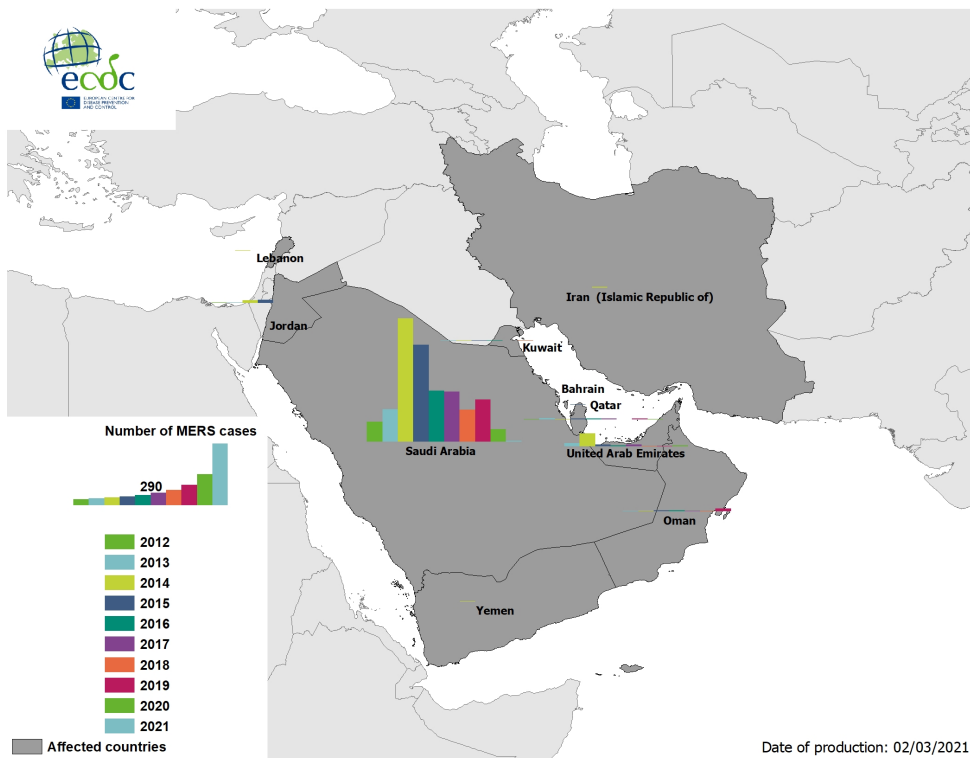 ecdc
EUROPEAN CENTRE FOR
DISEASE PREVENTION
AND CONTROL
Lebanon
Iran (Islamic Republic of)
Jordan
Kuwait
Bahrain
Qatar
Saudi Arabia
United Arab Emirates
Oman
Yemen
Number of MERS cases
290
2012
2013
2014
2015
2016
2017
2018
2019
2020
2021
Affected countries
Date of production: 02/03/2021